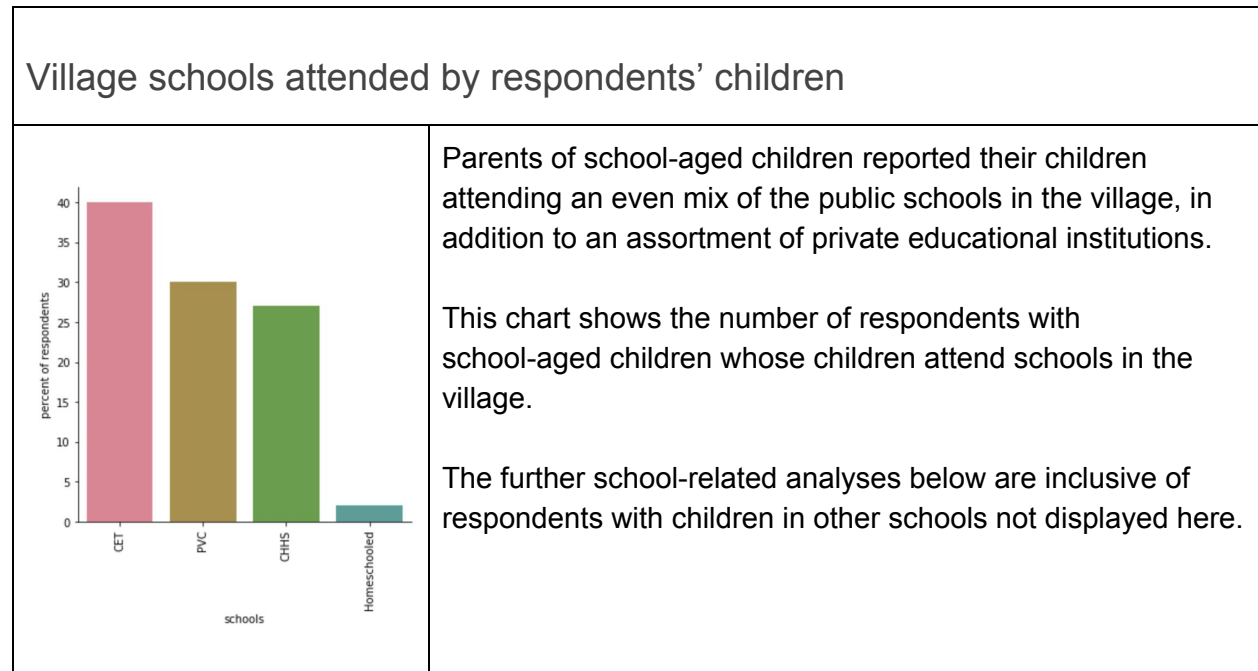 Village schools attended by respondents’ children
40
35
30
25
20
15
10
5
0
percent of respondents
CET
PVC
CHHS
Homeschooled
schools
Parents of school-aged children reported their children
attending an even mix of the public schools in the village, in
addition to an assortment of private educational institutions.
This chart shows the number of respondents with
school-aged children whose children attend schools in the
village.
The further school-related analyses below are inclusive of
respondents with children in other schools not displayed here.